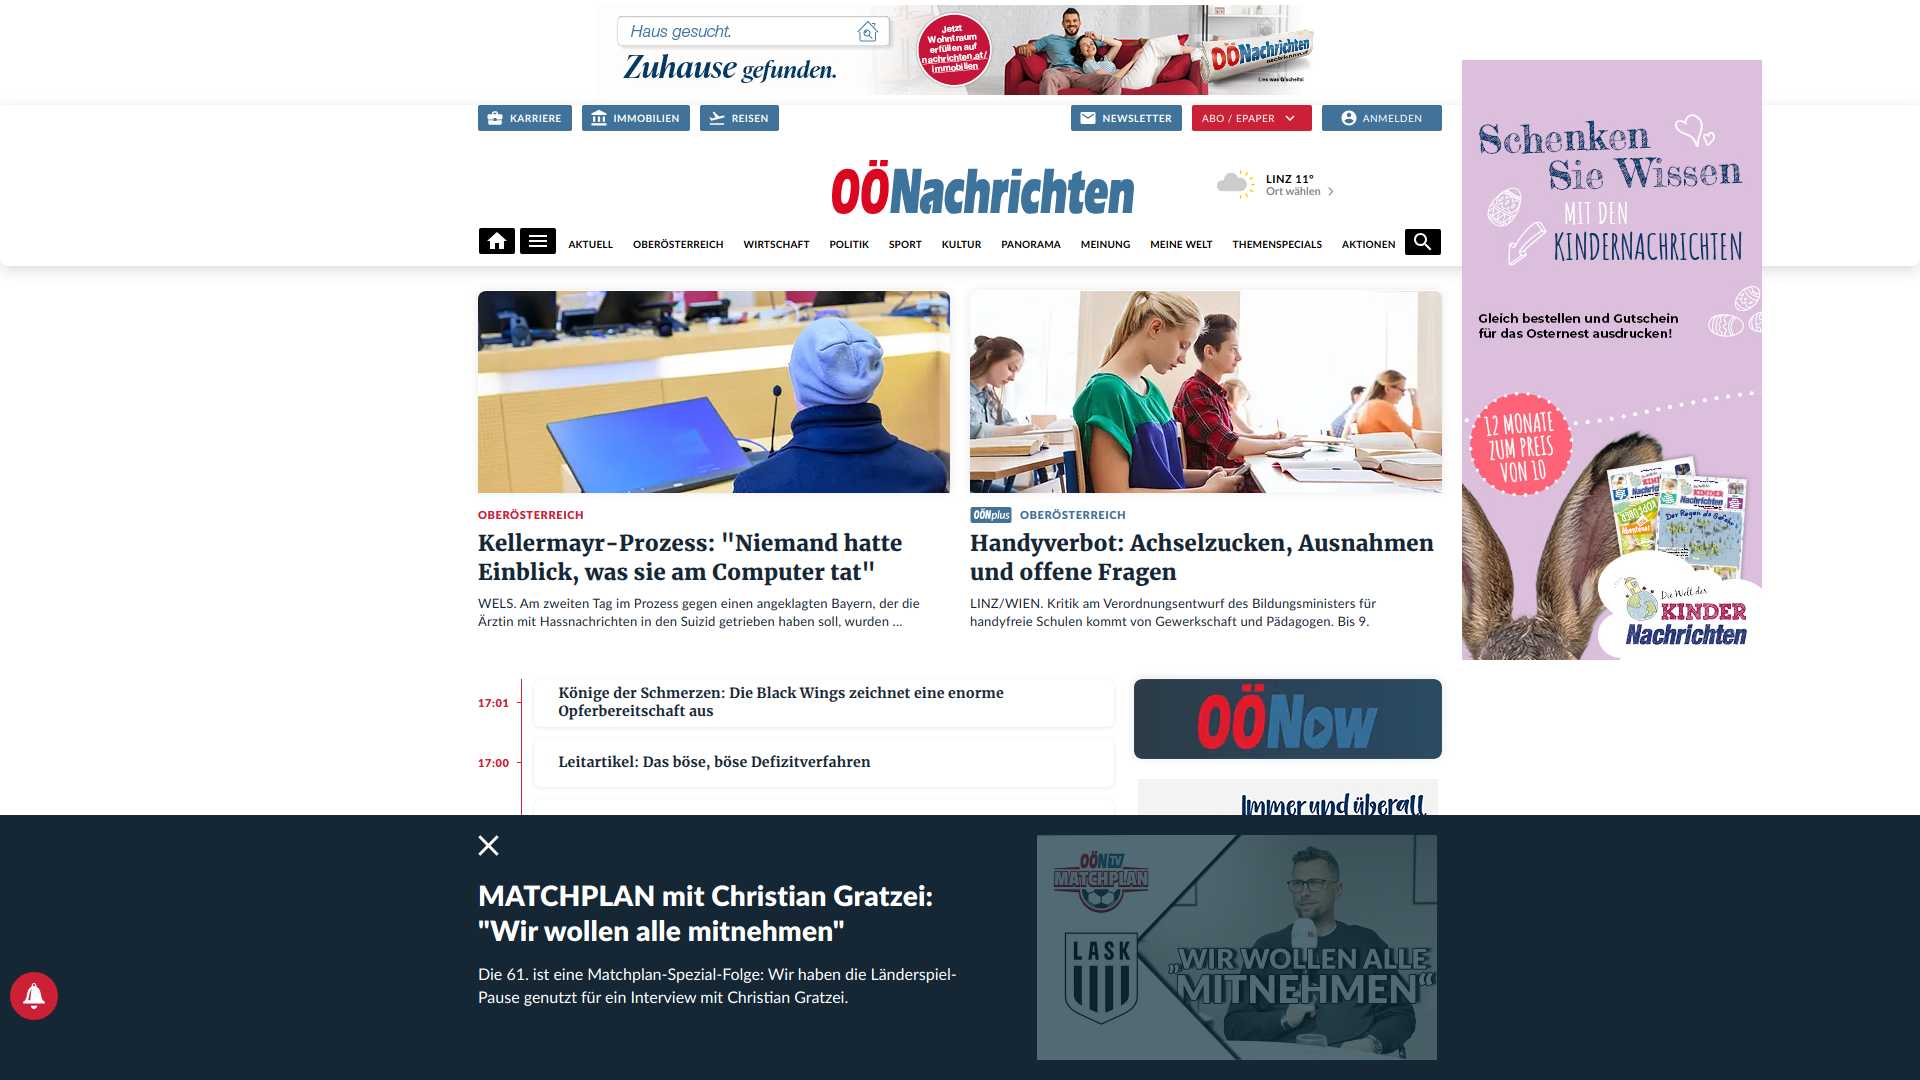 Haus gesucht.
Zuhause gefunden.
Jetzt
Wohntraum
erfüllen auf
nachrichten.at/
immobilien
OÖNachrichten
Lies was G'scheits!
KARRIERE
IMMOBILIEN
REISEN
NEWSLETTER
ABO / EPAPER
ANMELDEN
OÖNachrichten
LINZ 11°
Ort wählen
AKTUELL
OBERÖSTERREICH
WIRTSCHAFT
POLITIK
SPORT
KULTUR
PANORAMA
MEINUNG
MEINE WELT
THEMENSPECIALS
AKTIONEN
OBERÖSTERREICH
Kellermayr-Prozess: "Niemand hatte
Einblick, was sie am Computer tat"
WELS. Am zweiten Tag im Prozess gegen einen angeklagten Bayern, der die
Ärztin mit Hassnachrichten in den Suizid getrieben haben soll, wurden ...
OÖNplus OBERÖSTERREICH
Handyverbot: Achselzucken, Ausnahmen
und offene Fragen
LINZ/WIEN. Kritik am Verordnungsentwurf des Bildungsministers für
handyfreie Schulen kommt von Gewerkschaft und Pädagogen. Bis 9.
Schenken
Sie Wissen
MIT DEN
KINDERNACHRICHTEN
Gleich bestellen und Gutschein
für das Osternest ausdrucken!
12 MONATE
ZUM PREIS
VON 10
KINDER
Nachrichten
Der Regen als Gefahr
Die Welt der
KINDER
Nachrichten
17:01
Könige der Schmerzen: Die Black Wings zeichnet eine enorme
Opferbereitschaft aus
17:00
Leitartikel: Das böse, böse Defizitverfahren
OÖNow
Immer und überall
MATCHPLAN mit Christian Gratzei:
"Wir wollen alle mitnehmen"
Die 61. ist eine Matchplan-Spezial-Folge: Wir haben die Länderspiel-
Pause genutzt für ein Interview mit Christian Gratzei.
OÖN TV
MATCHPLAN
LASK
„WIR WOLLEN ALLE
MITNEHMEN“